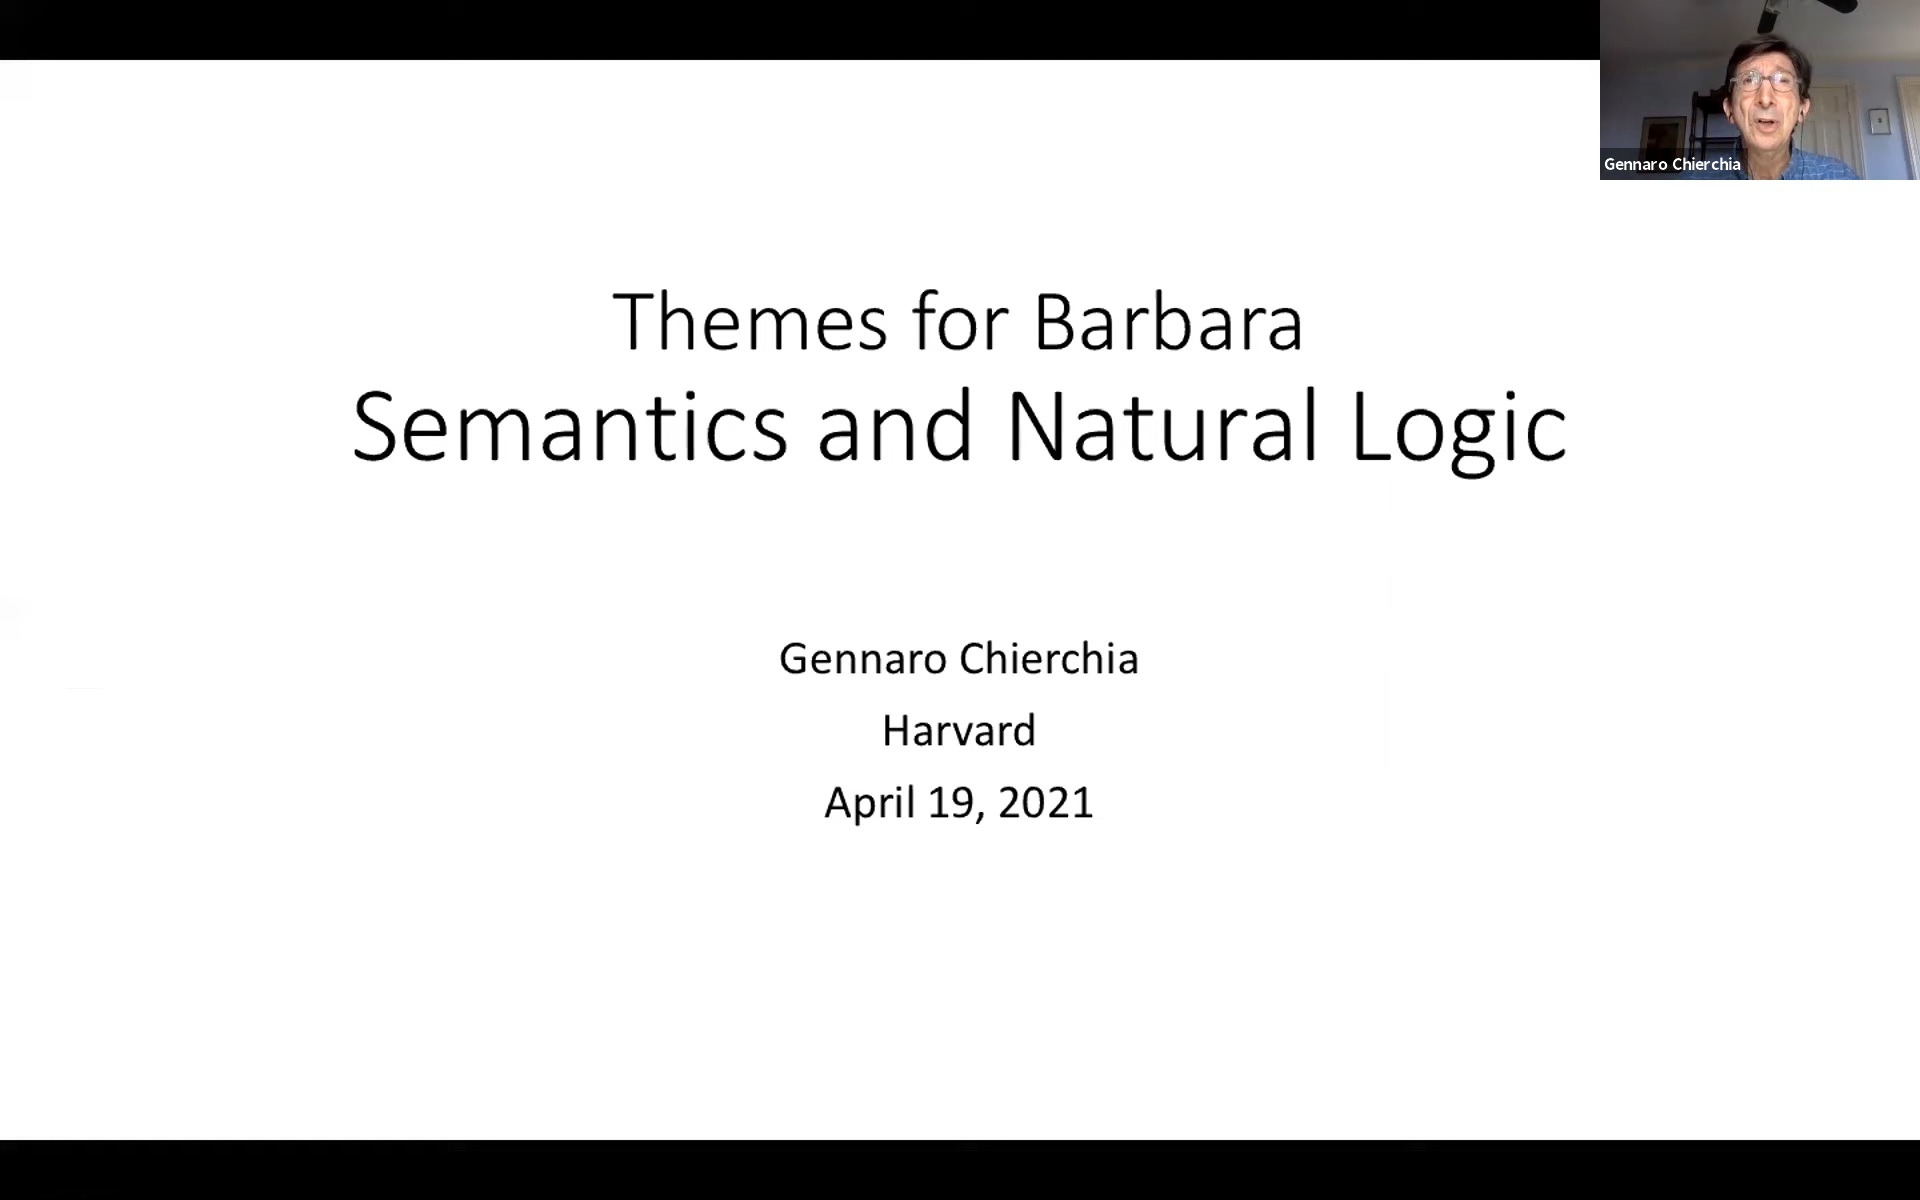 Gennaro Chierchia
Themes for Barbara
Semantics and Natural Logic
Gennaro Chierchia
Harvard
April 19, 2021